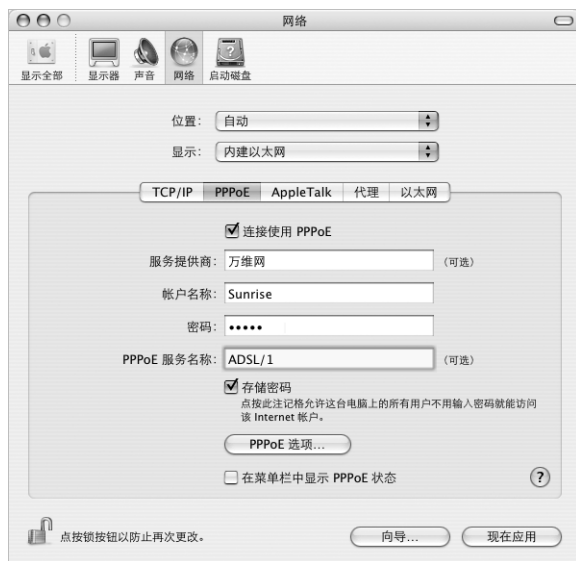 网络
显示全部 显示器 声音 网络 启动磁盘
位置： 自动
显示： 内建以太网
TCP/IP PPPoE AppleTalk 代理 以太网
连接使用 PPPoE
服务提供商： 万维网 （可选）
帐户名称： Sunrise
密码： •••••
PPPoE 服务名称： ADSL/1 （可选）
存储密码
点按此注记格允许这台电脑上的所有用户不用输入密码就能访问
该 Internet 帐户。
PPPoE 选项...
在菜单栏中显示 PPPoE 状态
?
点按锁按钮以防止再次更改。 向导... 现在应用